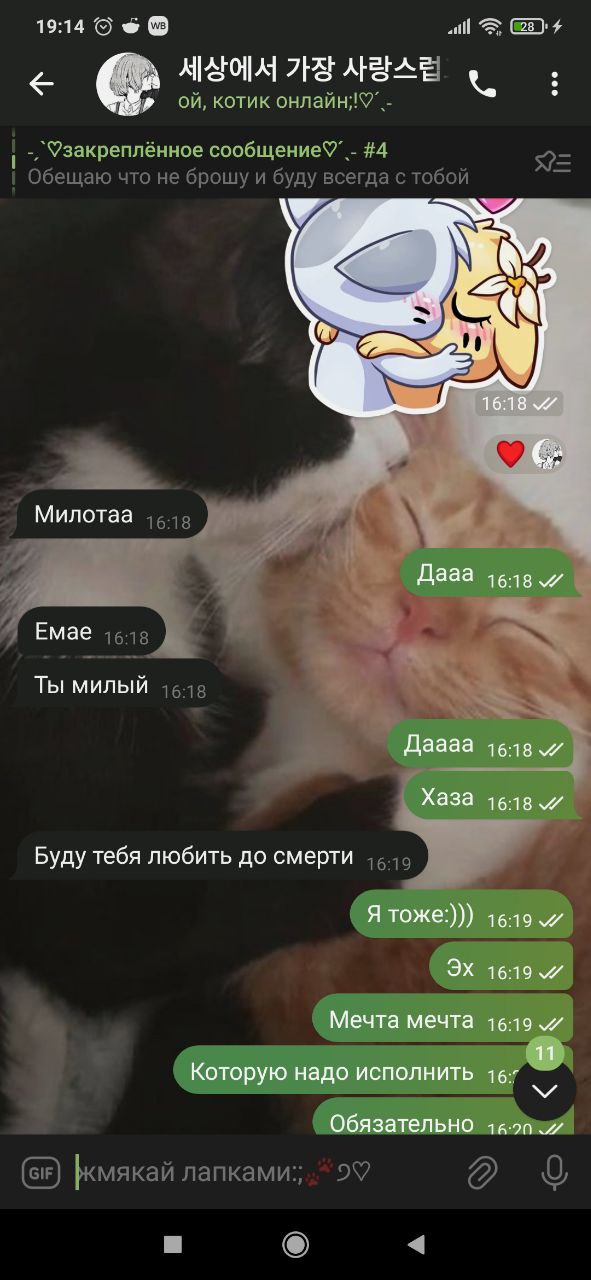 19:14 WB 28
세상에서 가장 사랑스럽
ой, котик онлайн;!♡´ˎ-
-ˏˋ♡закреплённое сообщение♡´ˎ- #4
Обещаю что не брошу и буду всегда с тобой
16:18
Милотаа 16:18
Дааа 16:18
Емае 16:18
Ты милый 16:18
Даааа 16:18
Хаза 16:18
Буду тебя любить до смерти 16:19
Я тоже:))) 16:19
Эх 16:19
Мечта мечта 16:19
11
Которую надо исполнить 16:
Обязательно 16:20
GIF жмякай лапками:;🐾੭♡